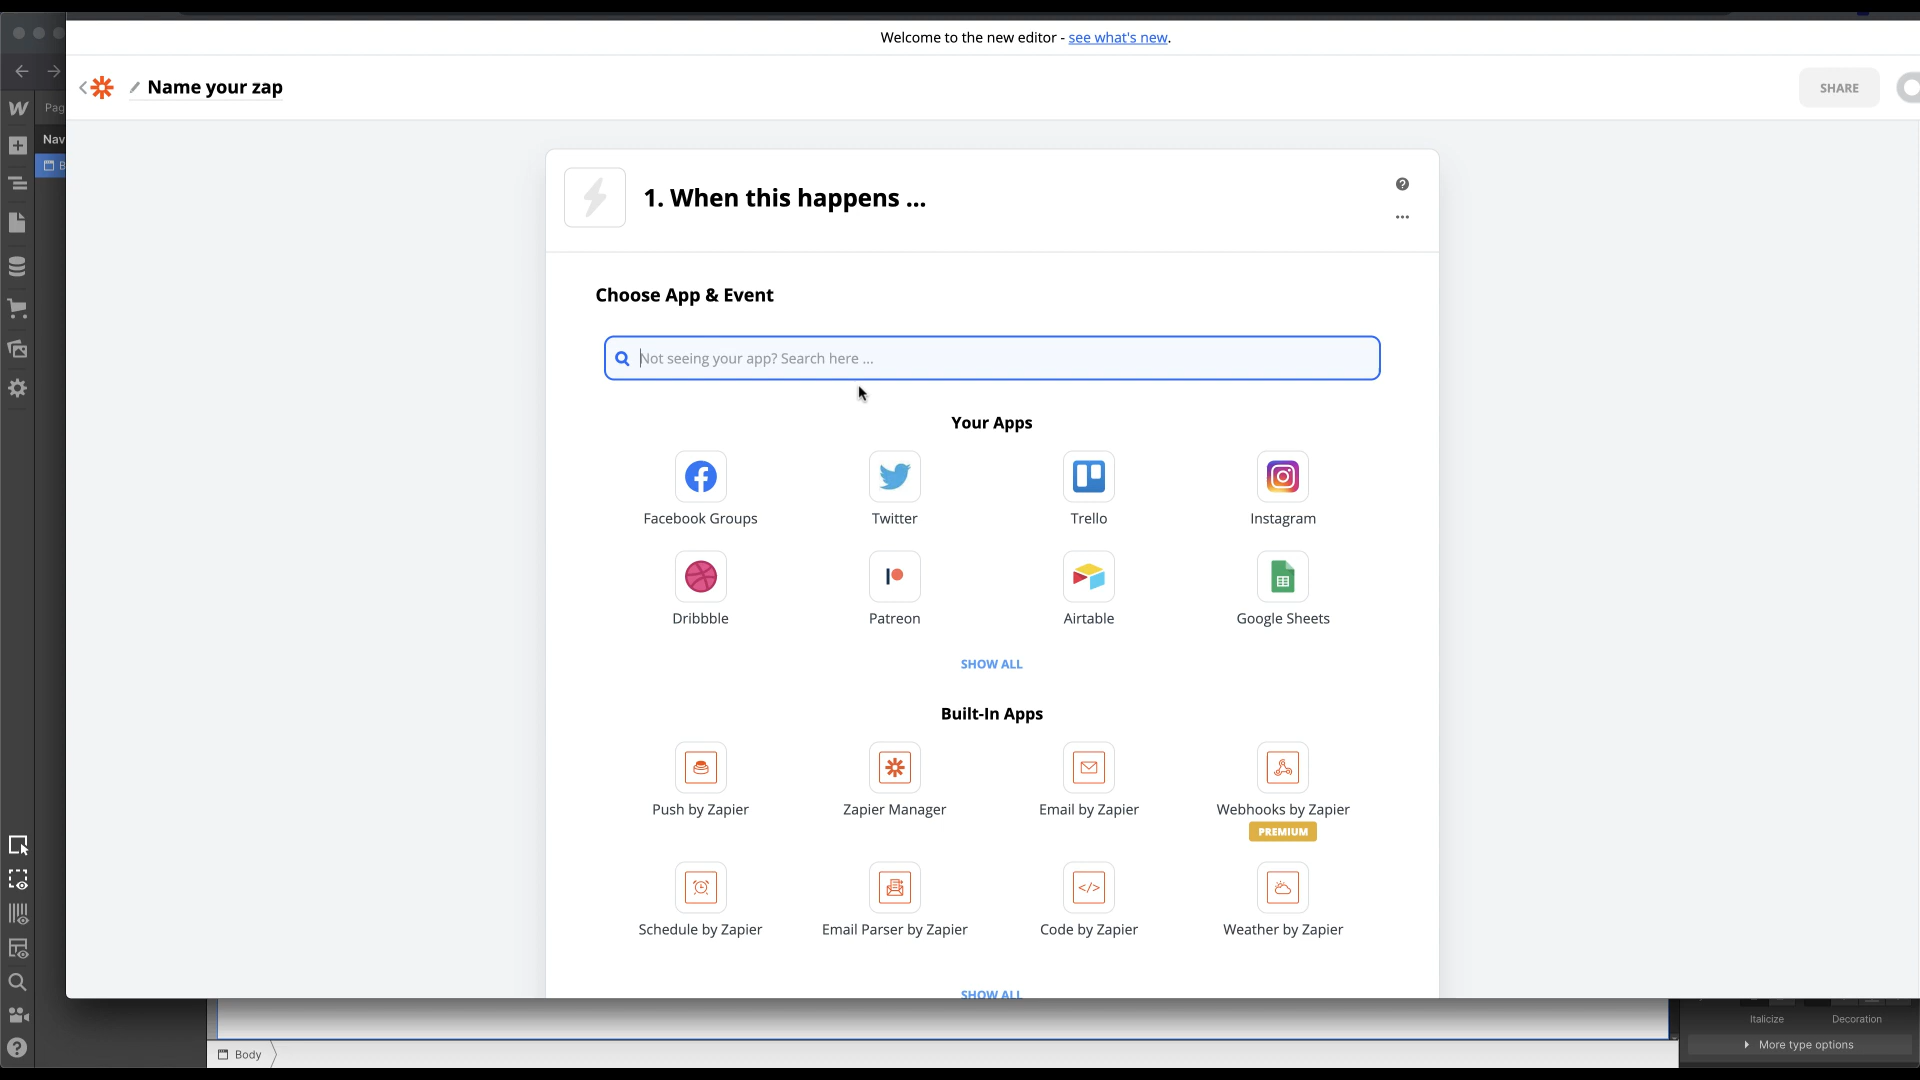 Welcome to the new editor - see what's new.
Name your zap
SHARE
Pag
Nav
B
1. When this happens ...
Choose App & Event
Not seeing your app? Search here ...
Your Apps
Facebook Groups
Twitter
Trello
Instagram
Dribbble
Patreon
Airtable
Google Sheets
SHOW ALL
Built-In Apps
Push by Zapier
Zapier Manager
Email by Zapier
Webhooks by Zapier
PREMIUM
Schedule by Zapier
Email Parser by Zapier
Code by Zapier
Weather by Zapier
SHOW ALL
Italicize
Decoration
Body
More type options